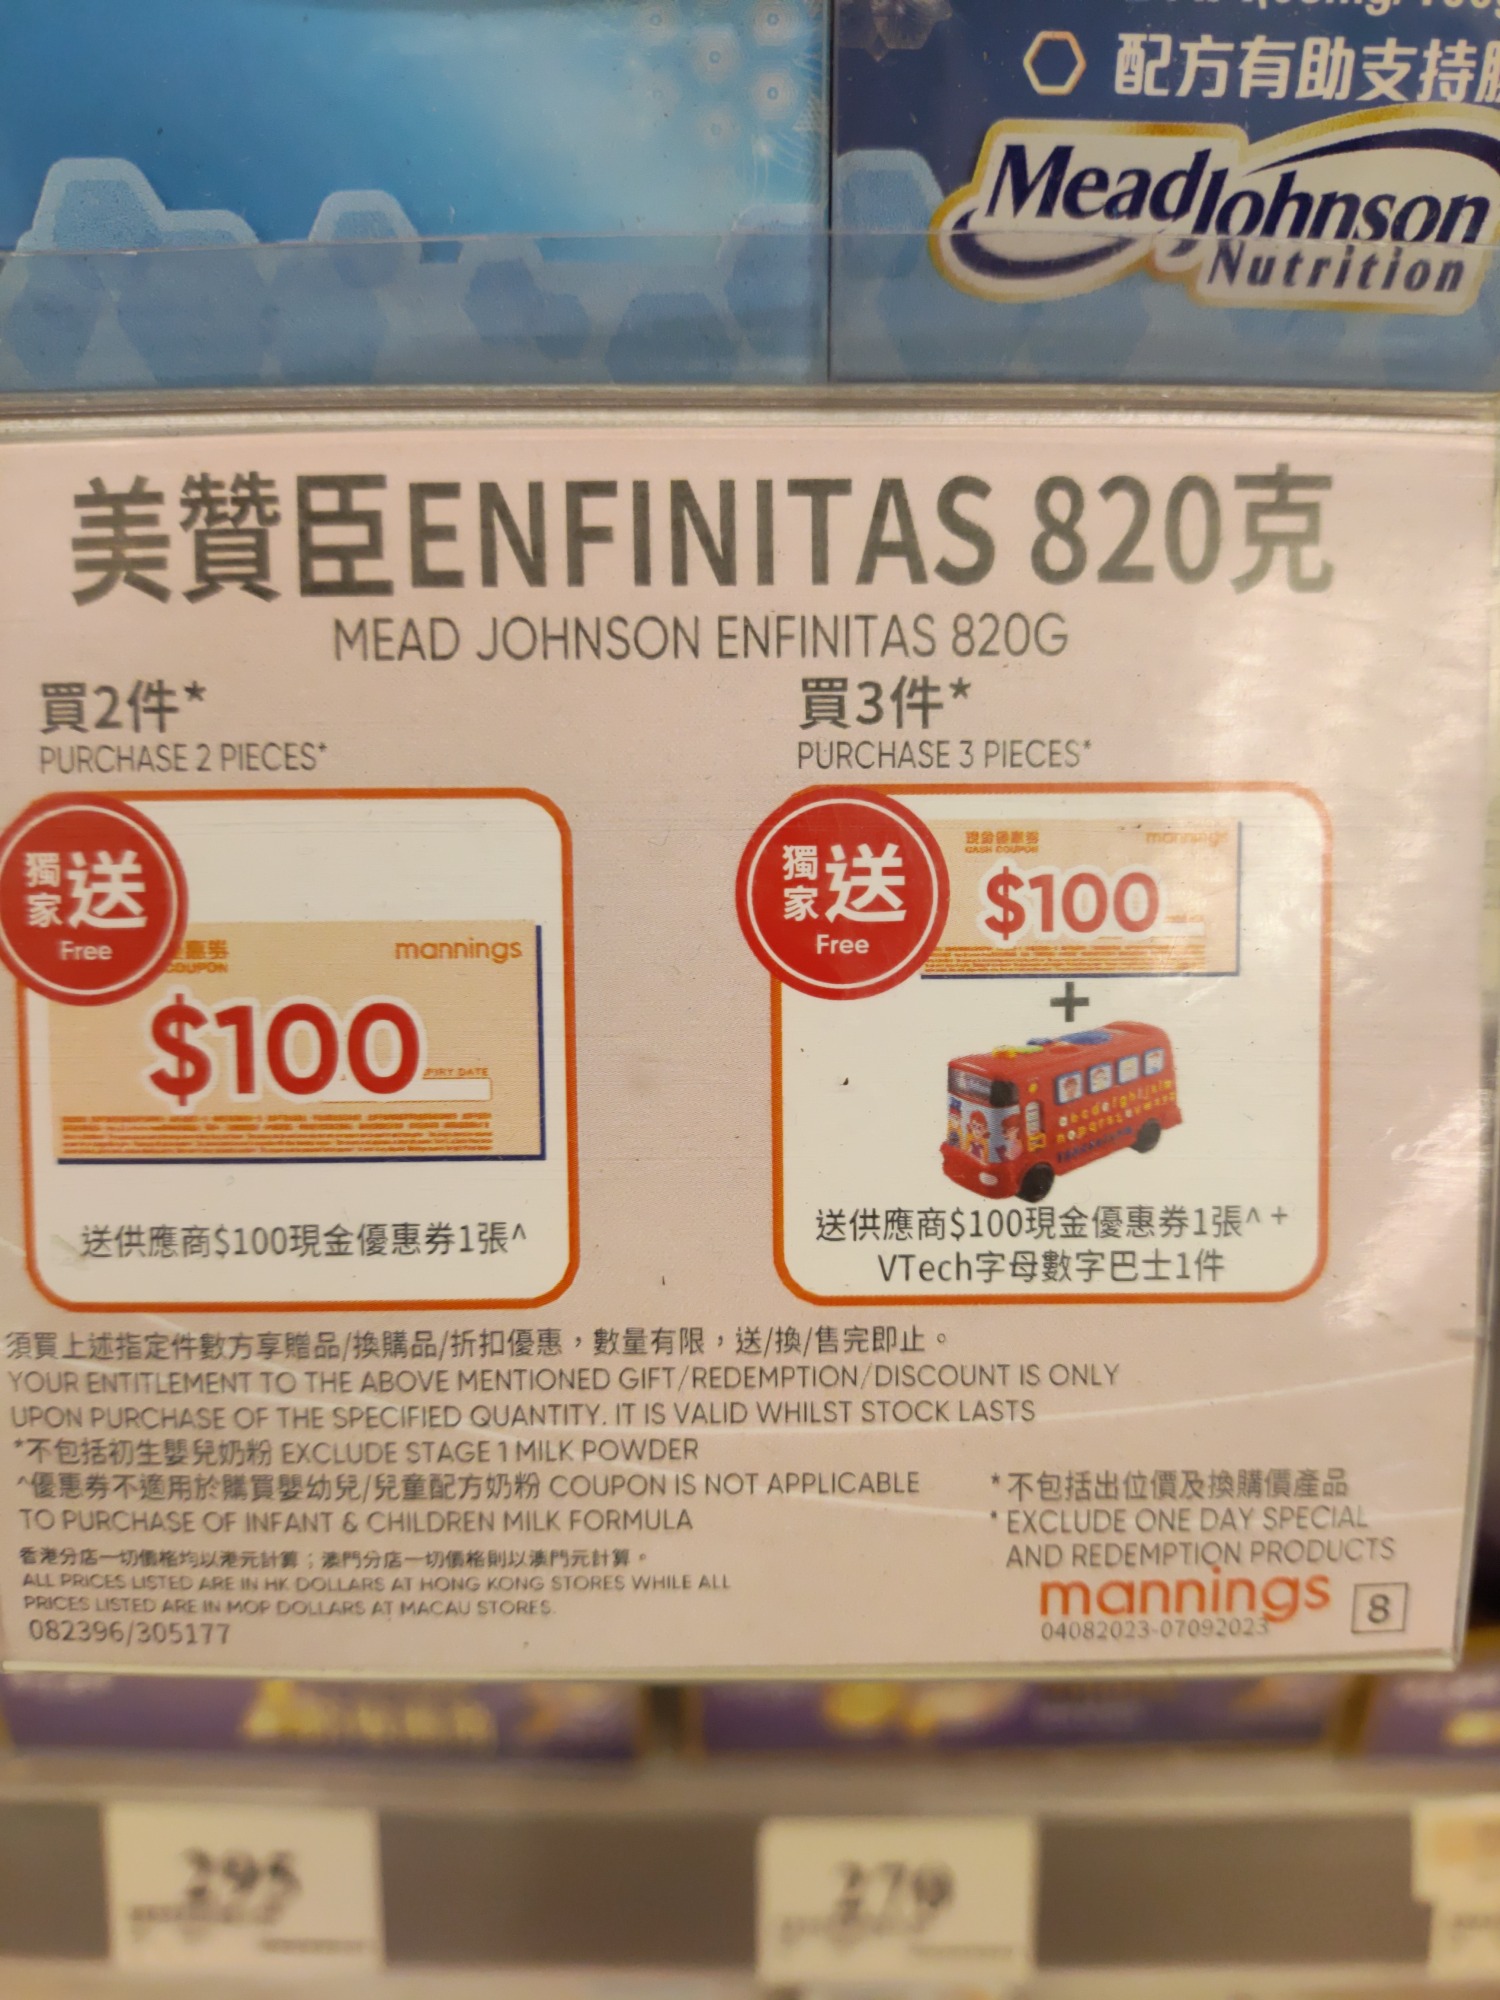 配方有助支持
MeadJohnson
Nutrition
美贊臣ENFINITAS 820克
MEAD JOHNSON ENFINITAS 820G
買2件*
PURCHASE 2 PIECES*
獨家送
Free
惠券
COUPON
mannings
$100
EXPIRY DATE
送供應商$100現金優惠券1張^
買3件*
PURCHASE 3 PIECES*
獨家送
Free
現金優惠券
CASH COUPON
mannings
$100
+
送供應商$100現金優惠券1張^ +
VTech字母數字巴士1件
須買上述指定件數方享贈品/換購品/折扣優惠，數量有限，送/換/售完即止。
YOUR ENTITLEMENT TO THE ABOVE MENTIONED GIFT/REDEMPTION/DISCOUNT IS ONLY
UPON PURCHASE OF THE SPECIFIED QUANTITY. IT IS VALID WHILST STOCK LASTS
*不包括初生嬰兒奶粉 EXCLUDE STAGE 1 MILK POWDER
^優惠券不適用於購買嬰幼兒/兒童配方奶粉 COUPON IS NOT APPLICABLE
TO PURCHASE OF INFANT & CHILDREN MILK FORMULA
香港分店一切價格均以港元計算；澳門分店一切價格則以澳門元計算。
ALL PRICES LISTED ARE IN HK DOLLARS AT HONG KONG STORES WHILE ALL
PRICES LISTED ARE IN MOP DOLLARS AT MACAU STORES.
082396/305177
*不包括出位價及換購價產品
*EXCLUDE ONE DAY SPECIAL
AND REDEMPTION PRODUCTS
mannings
04082023-07092023
8
295
279